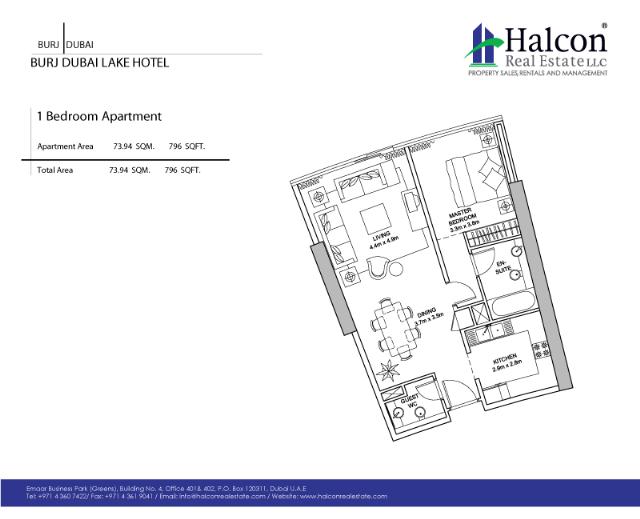 BURJ DUBAI
BURJ DUBAI LAKE HOTEL
Halcon®
Real Estate LLC
PROPERTY SALES, RENTALS AND MANAGEMENT
1 Bedroom Apartment
Apartment Area 73.94 SQM. 796 SQFT.
Total Area 73.94 SQM. 796 SQFT.
MASTER
BEDROOM
3.3m x 3.6m
LIVING
4.4m x 4.9m
EN-
SUITE
DINING
3.7m x 3.5m
KITCHEN
2.9m x 2.8m
GUEST
WC
Emaar Business Park (Greens), Building No. 4, Office 401& 402, P.O. Box 120311, Dubai U.A.E
Tel: +971 4 360 7422/ Fax: +971 4 361 9041 / Email: info@halconrealestate.com / Website: www.halconrealestate.com